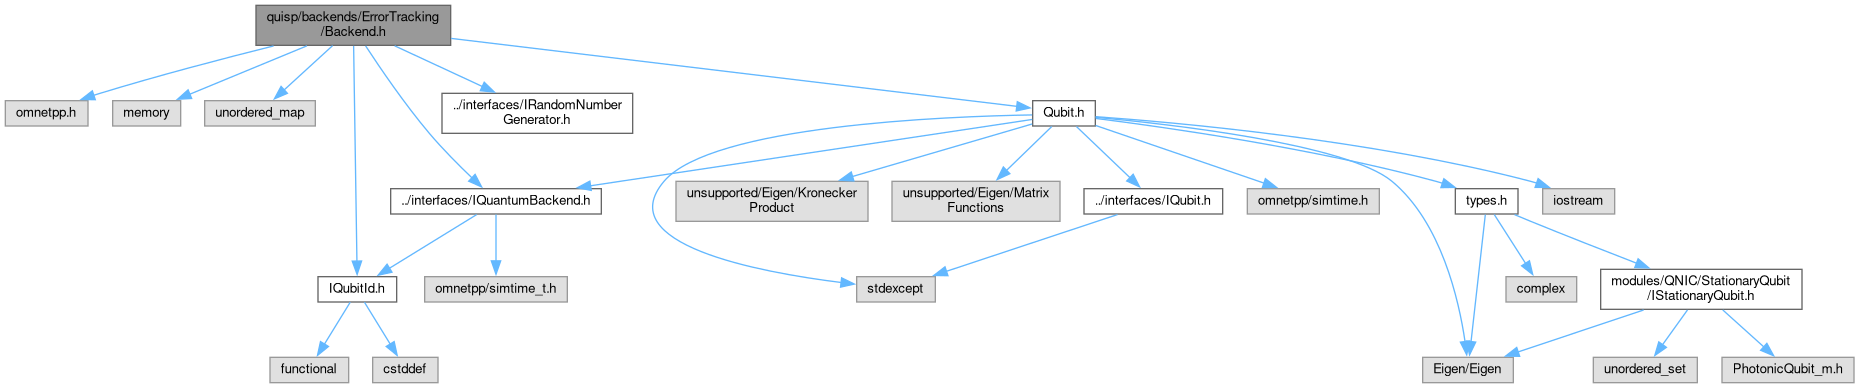 quisp/backends/ErrorTracking
/Backend.h
omnetpp.h
memory
unordered_map
../interfaces/IRandomNumber
Generator.h
Qubit.h
../interfaces/IQuantumBackend.h
unsupported/Eigen/Kronecker
Product
unsupported/Eigen/Matrix
Functions
../interfaces/IQubit.h
omnetpp/simtime.h
types.h
iostream
IQubitId.h
omnetpp/simtime_t.h
stdexcept
complex
modules/QNIC/StationaryQubit
/IStationaryQubit.h
functional
cstddef
Eigen/Eigen
unordered_set
PhotonicQubit_m.h